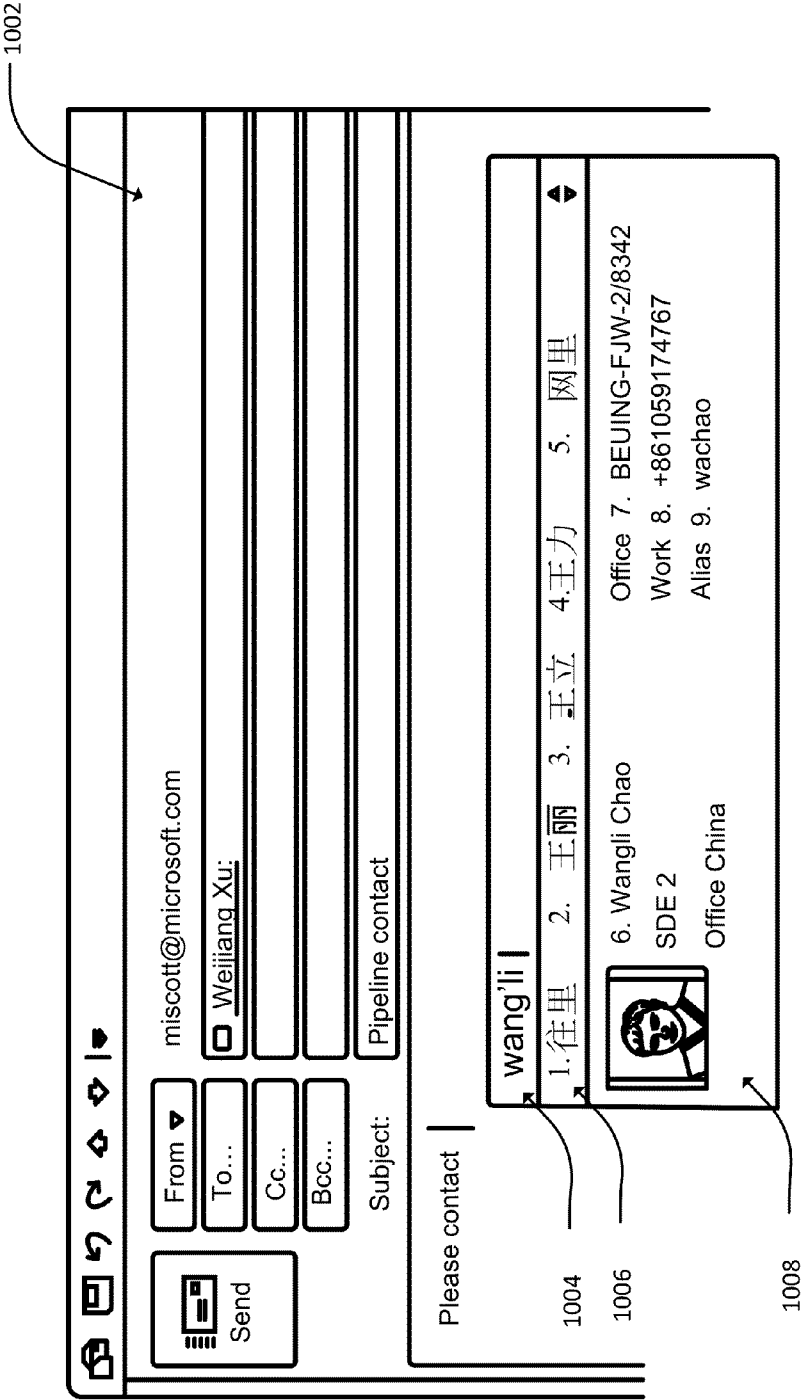 1002
From miscott@microsoft.com
To... Weijiang Xu:
Cc...
Bcc...
Subject: Pipeline contact
Send
Please contact
wang'li
1.往里 2. 王丽 3. 王立 4.王力 5. 网里
6. Wangli Chao
SDE 2
Office China
Office 7. BEUING-FJW-2/8342
Work 8. +861059174767
Alias 9. wachao
1004
1006
1008